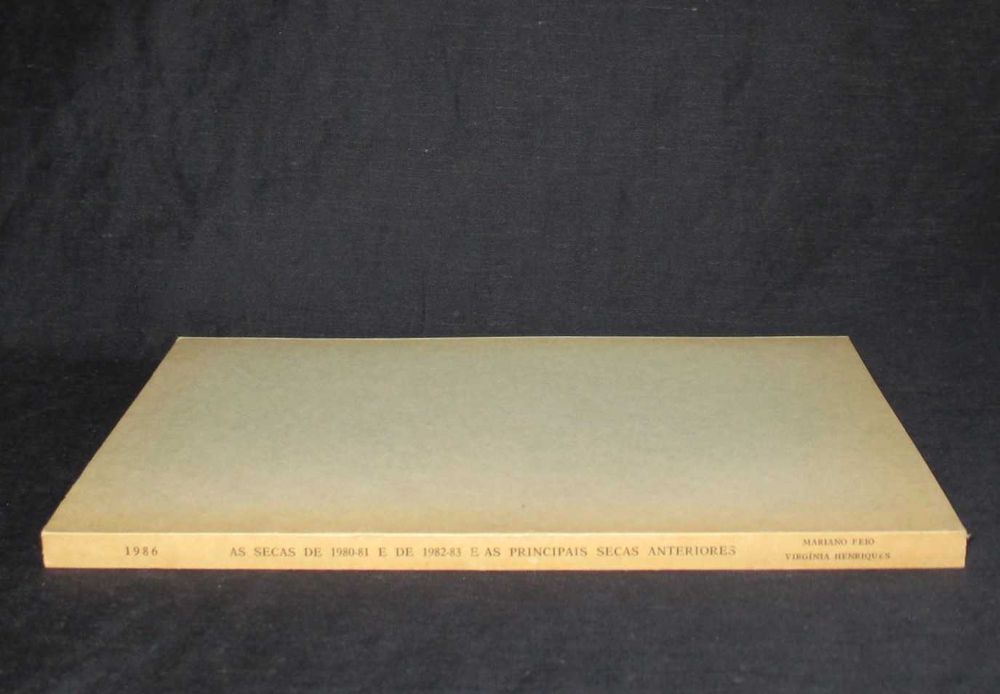 1986
AS SECAS DE 1980-81 E DE 1982-83 E AS PRINCIPAIS SECAS ANTERIORES
MARIANO FEIO
VIRGÍNIA HENRIQUES